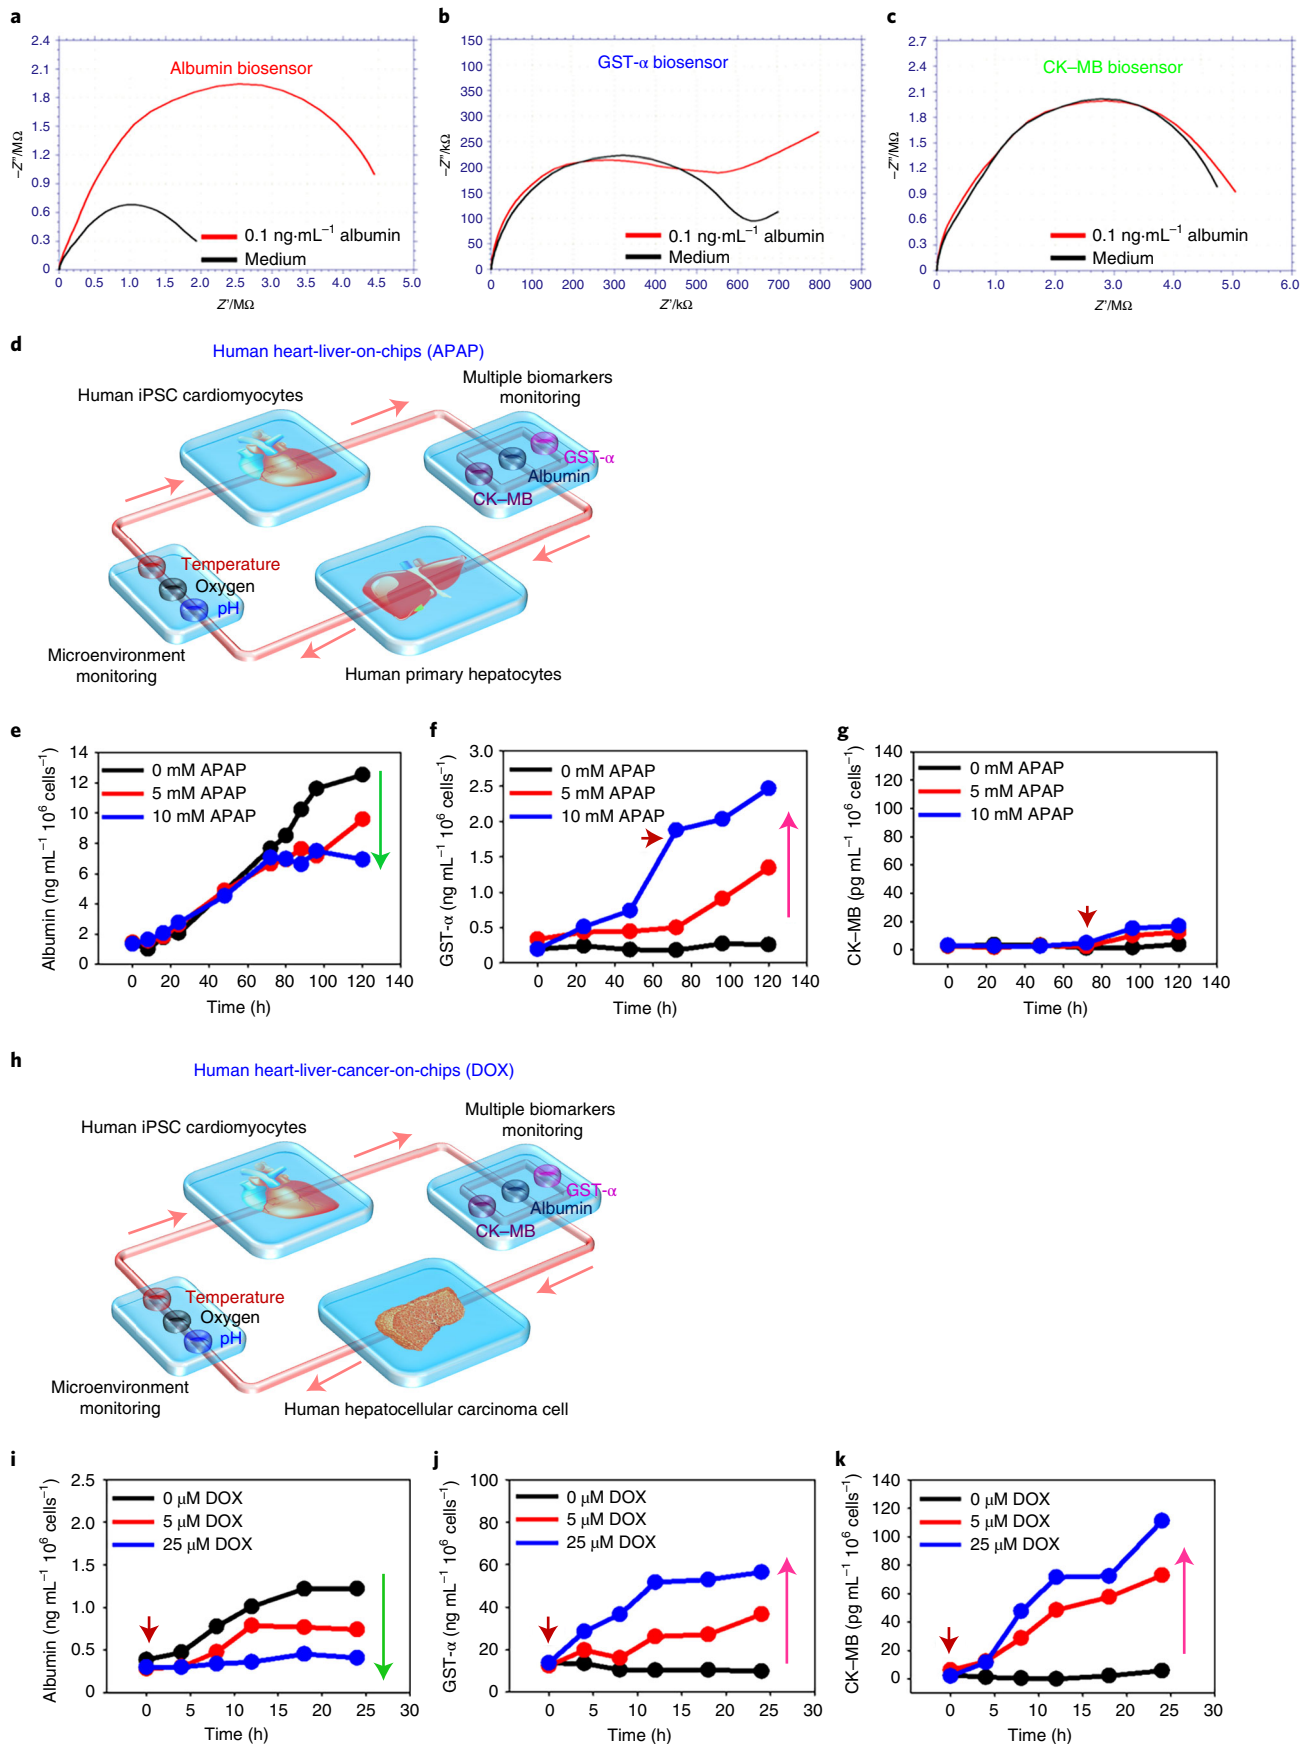 a
2.4
2.1
1.8
1.5
1.2
0.9
0.6
0.3
0
–Z''/MΩ
Albumin biosensor
0.1 ng·mL⁻¹ albumin
Medium
0 0.5 1.0 1.5 2.0 2.5 3.0 3.5 4.0 4.5 5.0
Z'/MΩ
b
150
400
350
300
250
200
150
100
50
0
–Z''/kΩ
GST-α biosensor
0.1 ng·mL⁻¹ albumin
Medium
0 100 200 300 400 500 600 700 800 900
Z'/kΩ
c
2.7
2.4
2.1
1.8
1.5
1.2
0.9
0.6
0.3
0
–Z''/MΩ
CK–MB biosensor
0.1 ng·mL⁻¹ albumin
Medium
0 1.0 2.0 3.0 4.0 5.0 6.0
Z'/MΩ
d
Human heart-liver-on-chips (APAP)
Human iPSC cardiomyocytes
Multiple biomarkers
monitoring
GST-α
Albumin
CK–MB
Temperature
Oxygen
pH
Microenvironment
monitoring
Human primary hepatocytes
e
14
12
10
8
6
4
2
0
Albumin (ng mL⁻¹ 10⁶ cells⁻¹)
0 mM APAP
5 mM APAP
10 mM APAP
0 20 40 60 80 100 120 140
Time (h)
f
3.0
2.5
2.0
1.5
1.0
0.5
0
GST-α (ng mL⁻¹ 10⁶ cells⁻¹)
0 mM APAP
5 mM APAP
10 mM APAP
0 20 40 60 80 100 120 140
Time (h)
g
140
120
100
80
60
40
20
0
CK–MB (pg mL⁻¹ 10⁶ cells⁻¹)
0 mM APAP
5 mM APAP
10 mM APAP
0 20 40 60 80 100 120 140
Time (h)
h
Human heart-liver-cancer-on-chips (DOX)
Human iPSC cardiomyocytes
Multiple biomarkers
monitoring
GST-α
Albumin
CK–MB
Temperature
Oxygen
pH
Microenvironment
monitoring
Human hepatocellular carcinoma cell
i
2.5
2.0
1.5
1.0
0.5
0
Albumin (ng mL⁻¹ 10⁶ cells⁻¹)
0 μM DOX
5 μM DOX
25 μM DOX
0 5 10 15 20 25 30
Time (h)
j
100
80
60
40
20
0
GST-α (ng mL⁻¹ 10⁶ cells⁻¹)
0 μM DOX
5 μM DOX
25 μM DOX
0 5 10 15 20 25 30
Time (h)
k
140
120
100
80
60
40
20
0
CK–MB (pg mL⁻¹ 10⁶ cells⁻¹)
0 μM DOX
5 μM DOX
25 μM DOX
0 5 10 15 20 25 30
Time (h)